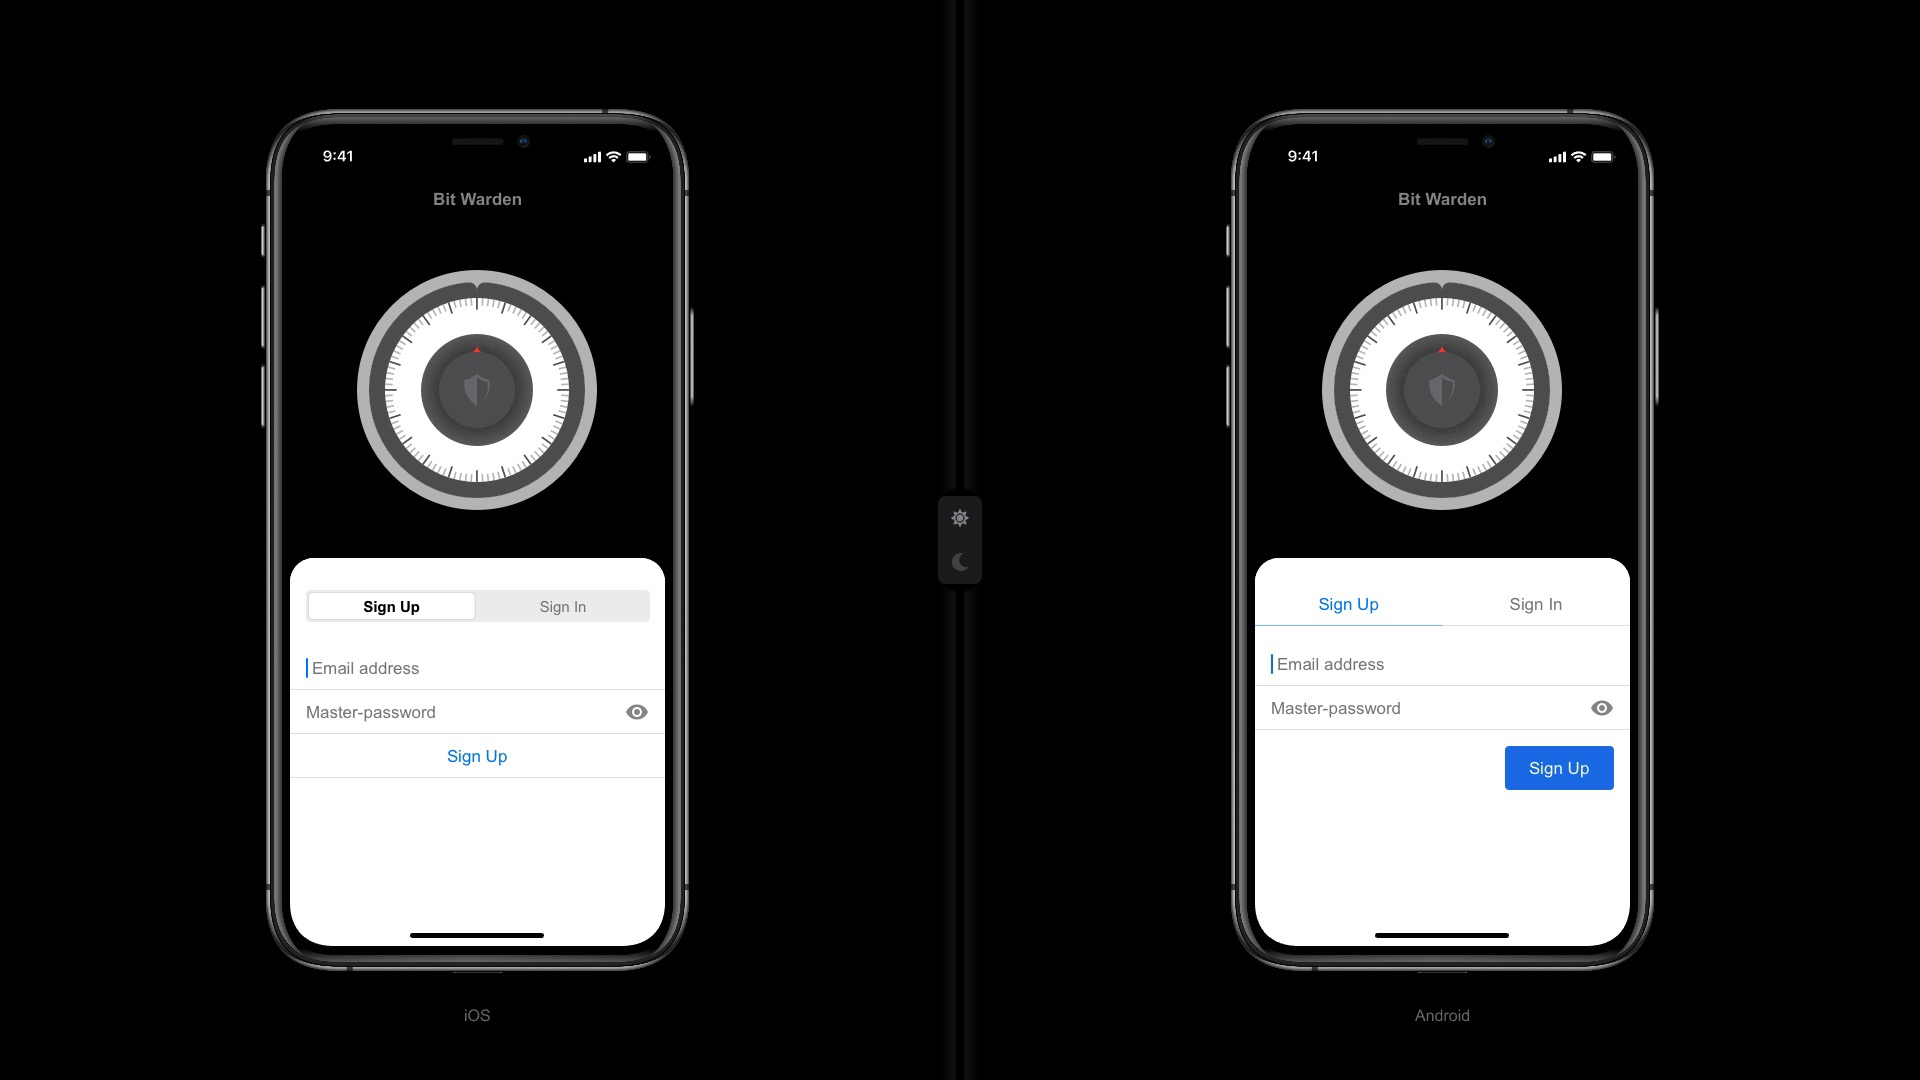 9:41
Bit Warden
Sign Up
Sign In
Email address
Master-password
Sign Up
iOS
9:41
Bit Warden
Sign Up
Sign In
Email address
Master-password
Sign Up
Android